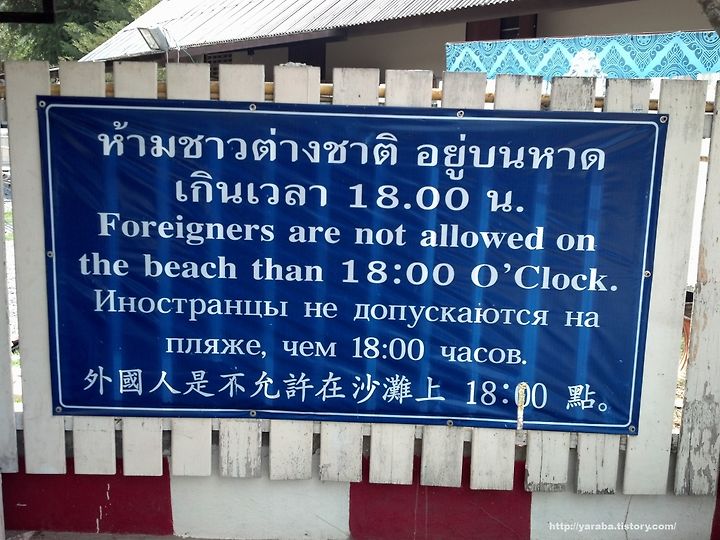 ห้ามชาวต่างชาติ อยู่บนหาด
เกินเวลา 18.00 น.
Foreigners are not allowed on
the beach than 18:00 O'Clock.
Иностранцы не допускаются на
пляже, чем 18:00 часов.
外國人是不允許在沙灘上 18:00 點。
http://yaraba.tistory.com/